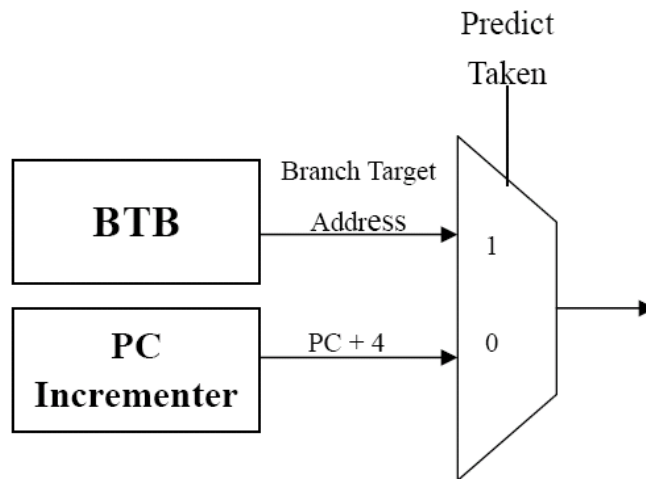 Predict
Taken
Branch Target
BTB
Address
1
PC
Incrementer
PC + 4
0